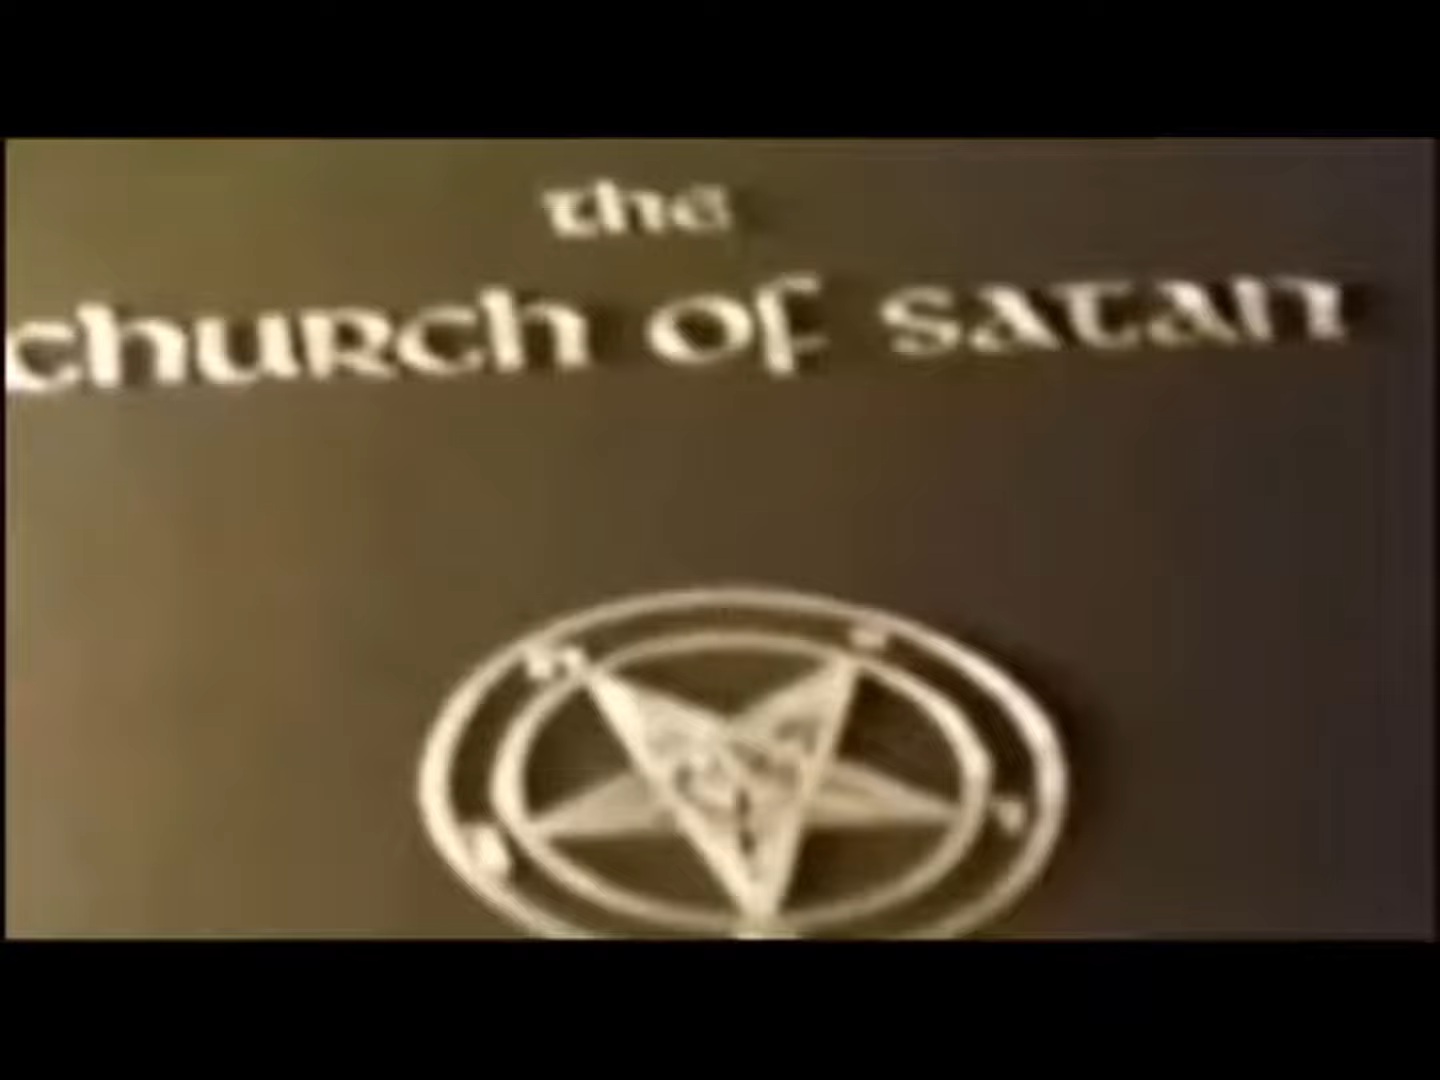 the
church of satan